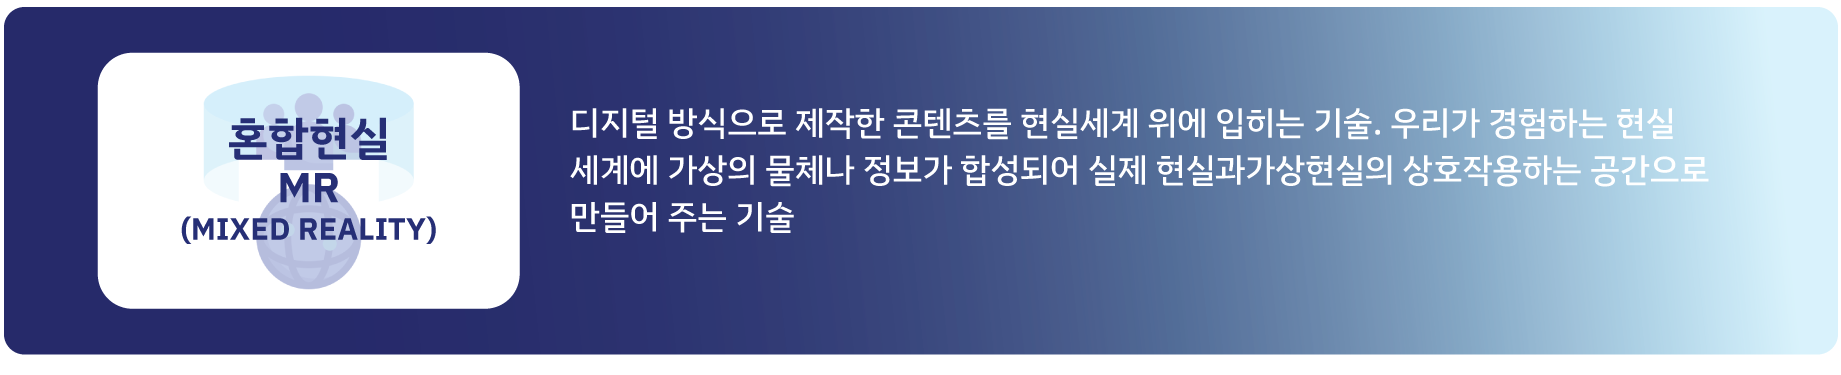 혼합현실
MR
(MIXED REALITY)
디지털 방식으로 제작한 콘텐츠를 현실세계 위에 입히는 기술. 우리가 경험하는 현실
세계에 가상의 물체나 정보가 합성되어 실제 현실과가상현실의 상호작용하는 공간으로
만들어 주는 기술